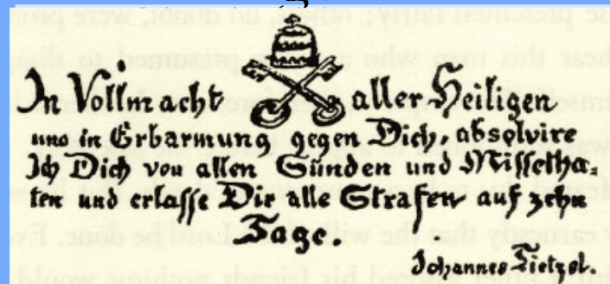 In Vollmacht aller Heiligen
und in Erbarmung gegen Dich, absolvire
Ich Dich von allen Sünden und Missetha-
ten und erlasse Dir alle Strafen auf zehn
Tage.
Johannes Tietzel.